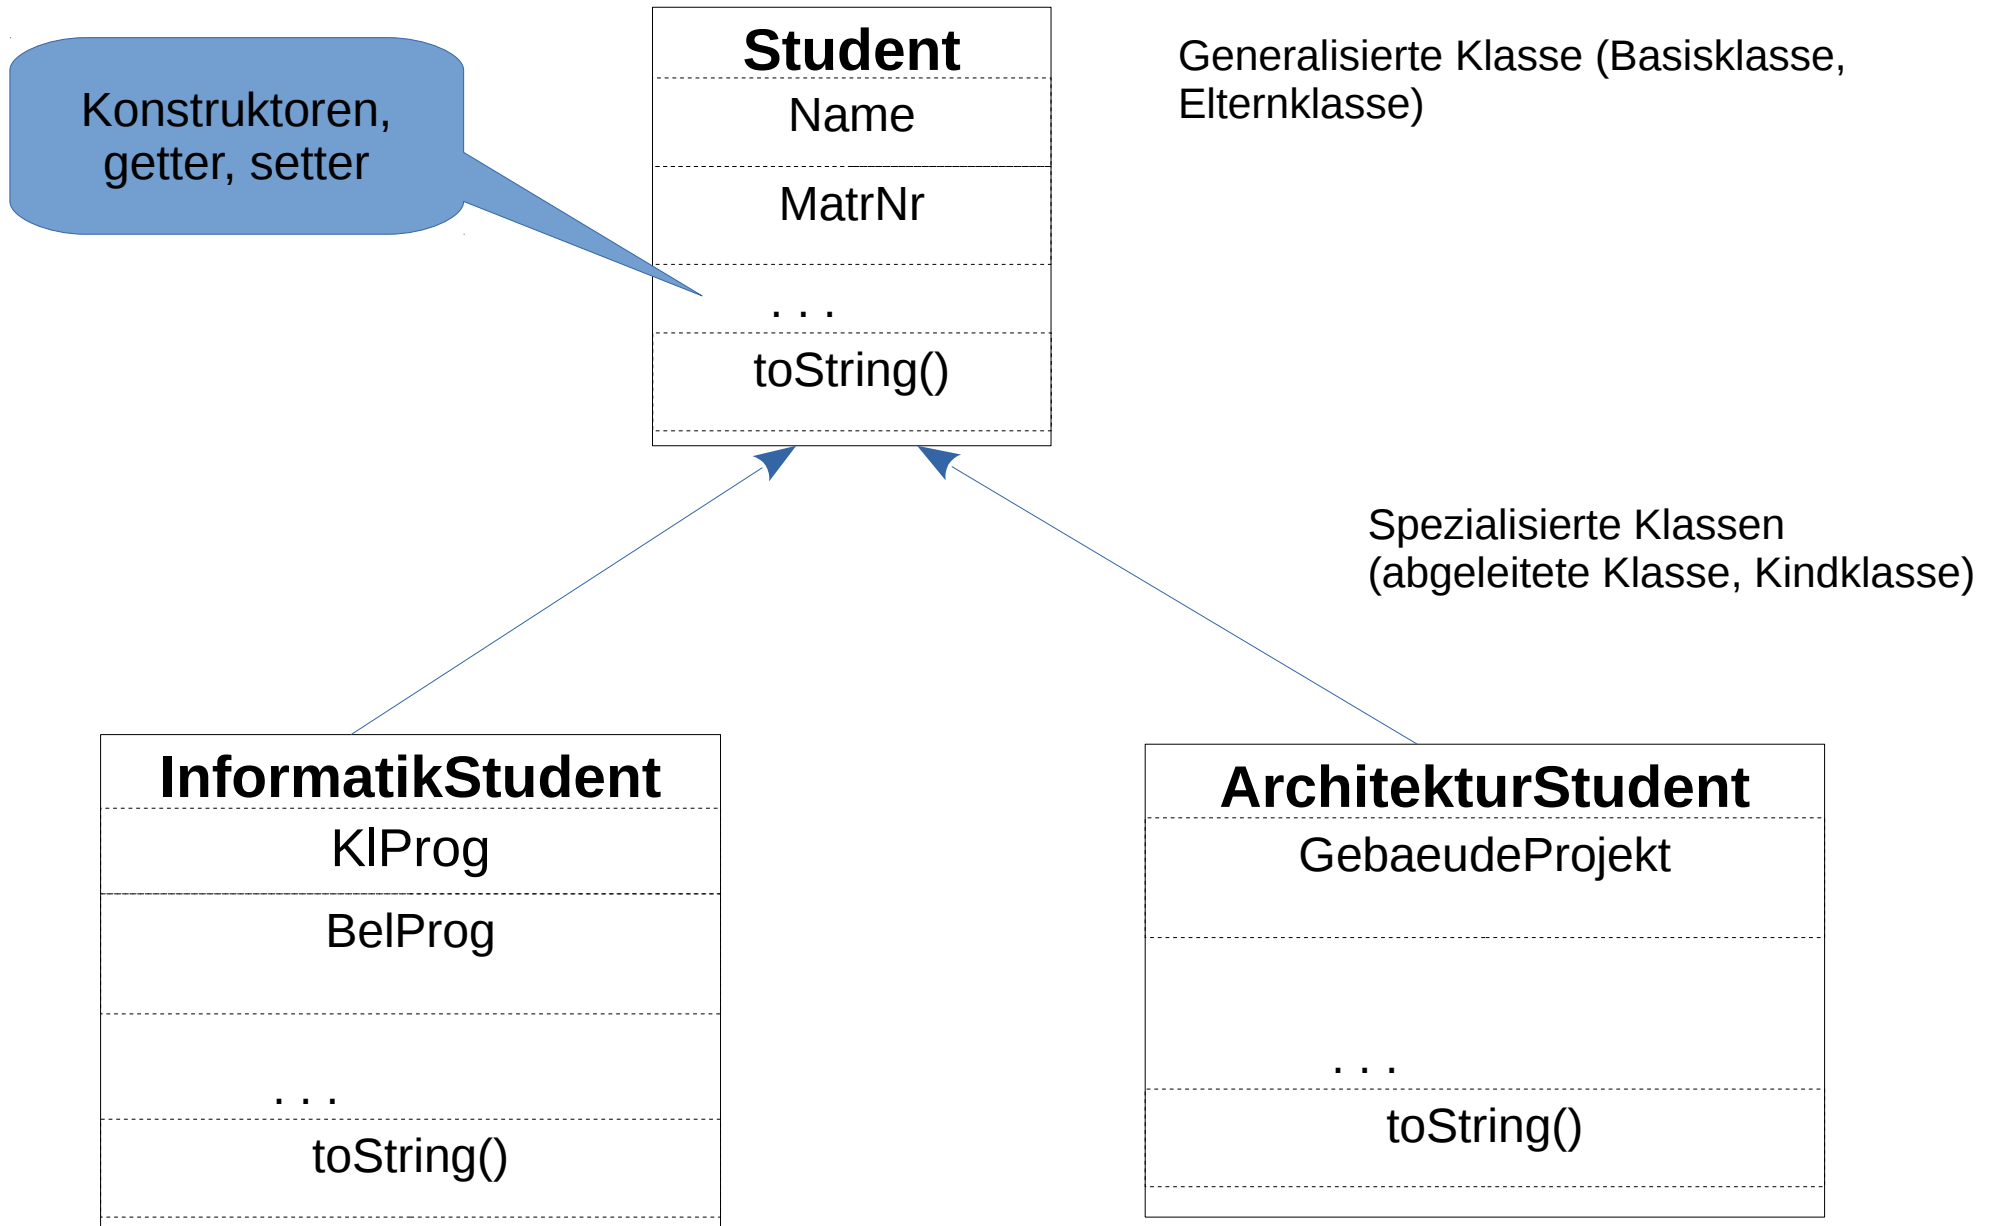 Konstruktoren,
getter, setter
Student
Name
MatrNr
. . .
toString()
Generalisierte Klasse (Basisklasse,
Elternklasse)
Spezialisierte Klassen
(abgeleitete Klasse, Kindklasse)
InformatikStudent
KlProg
BelProg
. . .
toString()
ArchitekturStudent
GebaeudeProjekt
. . .
toString()